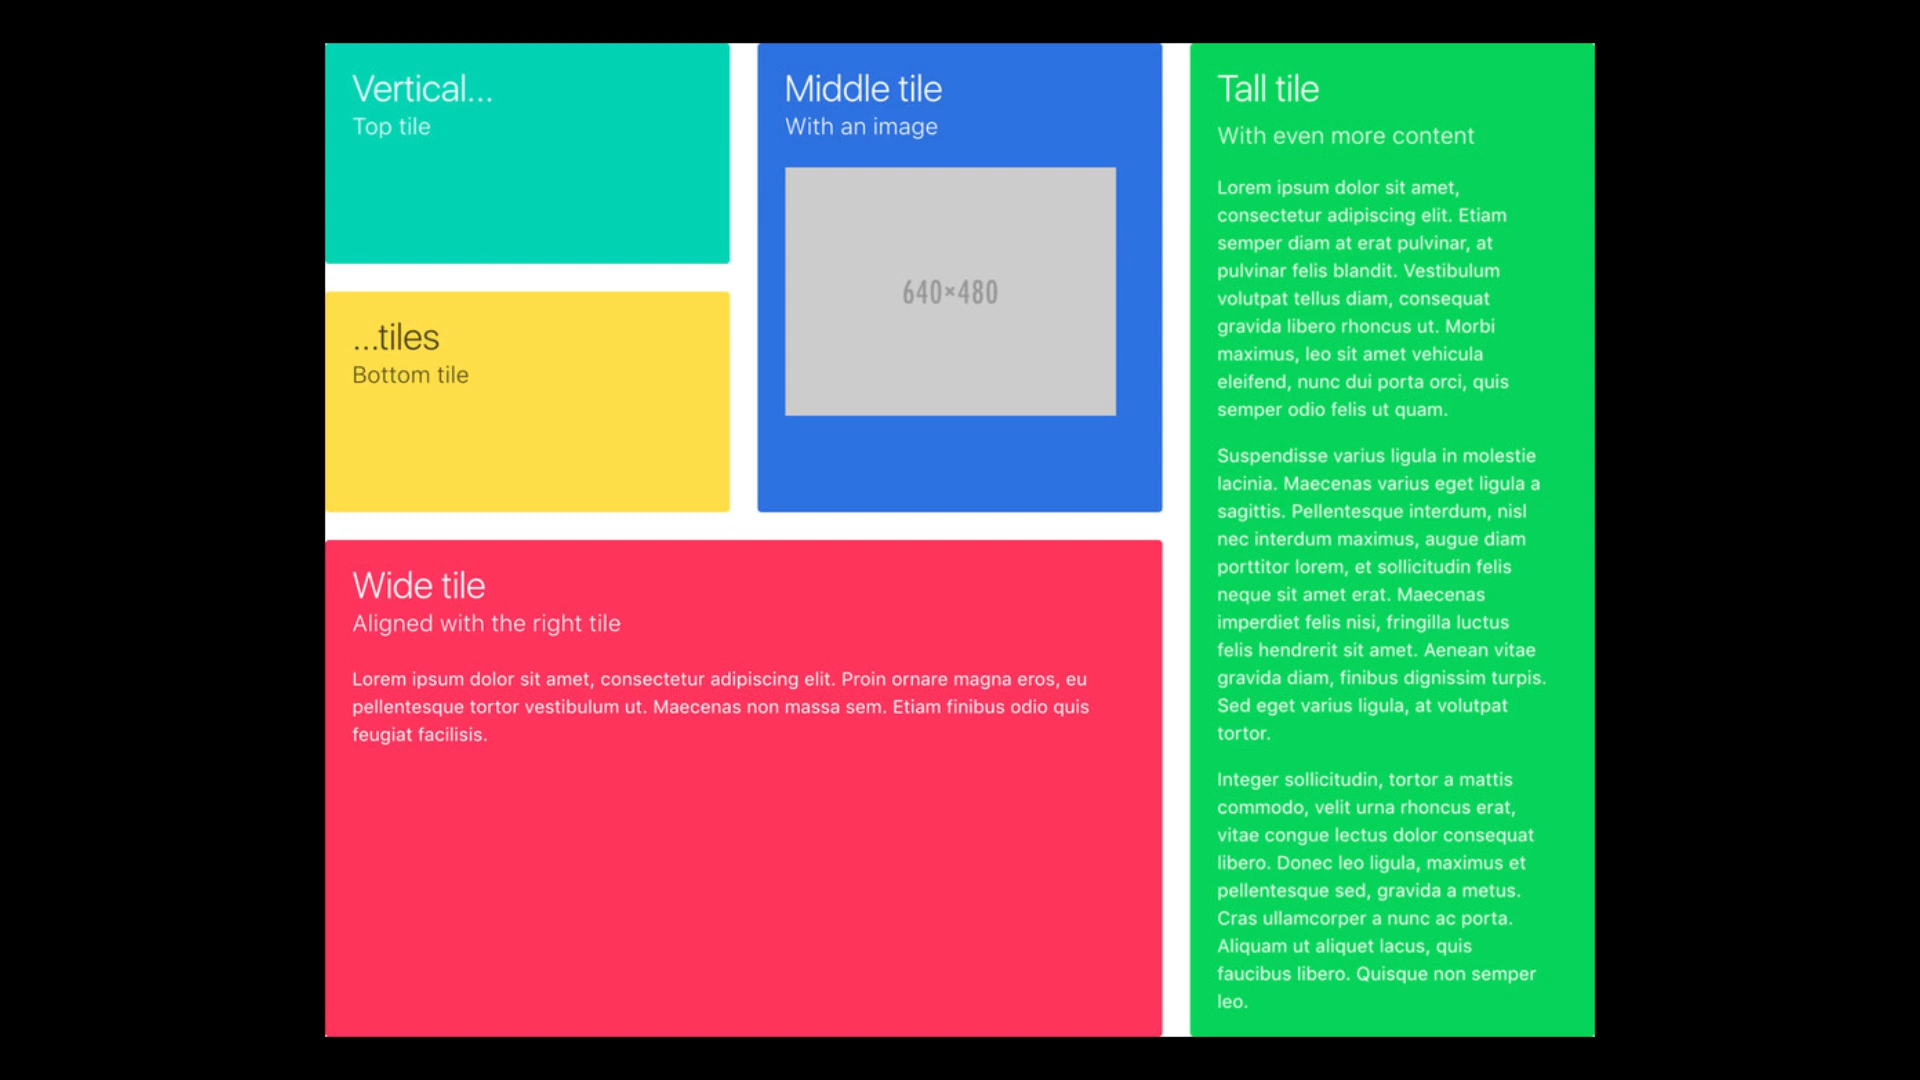 Vertical...
Top tile
...tiles
Bottom tile
Middle tile
With an image
640×480
Wide tile
Aligned with the right tile
Lorem ipsum dolor sit amet, consectetur adipiscing elit. Proin ornare magna eros, eu
pellentesque tortor vestibulum ut. Maecenas non massa sem. Etiam finibus odio quis
feugiat facilisis.
Tall tile
With even more content
Lorem ipsum dolor sit amet,
consectetur adipiscing elit. Etiam
semper diam at erat pulvinar, at
pulvinar felis blandit. Vestibulum
volutpat tellus diam, consequat
gravida libero rhoncus ut. Morbi
maximus, leo sit amet vehicula
eleifend, nunc dui porta orci, quis
semper odio felis ut quam.
Suspendisse varius ligula in molestie
lacinia. Maecenas varius eget ligula a
sagittis. Pellentesque interdum, nisl
nec interdum maximus, augue diam
porttitor lorem, et sollicitudin felis
neque sit amet erat. Maecenas
imperdiet felis nisi, fringilla luctus
felis hendrerit sit amet. Aenean vitae
gravida diam, finibus dignissim turpis.
Sed eget varius ligula, at volutpat
tortor.
Integer sollicitudin, tortor a mattis
commodo, velit urna rhoncus erat,
vitae congue lectus dolor consequat
libero. Donec leo ligula, maximus et
pellentesque sed, gravida a metus.
Cras ullamcorper a nunc ac porta.
Aliquam ut aliquet lacus, quis
faucibus libero. Quisque non semper
leo.